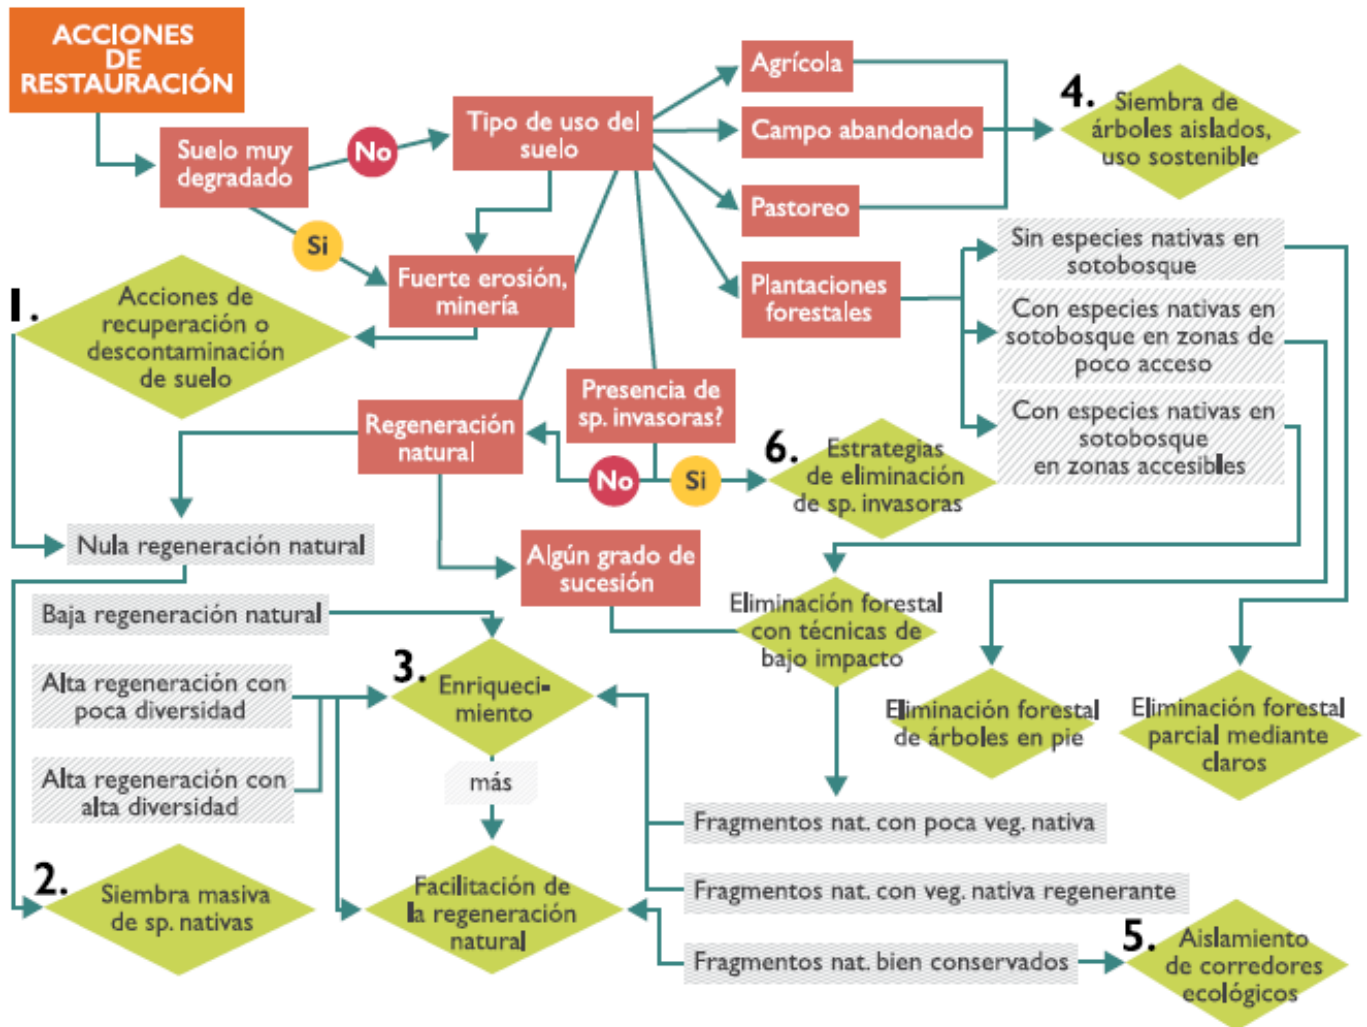 ACCIONES
DE
RESTAURACIÓN
Suelo muy
degradado
No
Si
Tipo de uso del
suelo
Agrícola
Campo abandonado
Pastoreo
Plantaciones
forestales
4.
Siembra de
árboles aislados,
uso sostenible
Sin especies nativas en
sotobosque
Con especies nativas en
sotobosque en zonas de
poco acceso
Con especies nativas en
sotobosque
en zonas accesibles
Fuerte erosión,
minería
1.
Acciones de
recuperación o
descontaminación
de suelo
Presencia de
sp. invasoras?
Regeneración
natural
No
Si
6.
Estrategias
de eliminación
de sp. invasoras
Nula regeneración natural
Algún grado de
sucesión
Baja regeneración natural
Eliminación forestal
con técnicas de
bajo impacto
3.
Enriqueci-
miento
Alta regeneración con
poca diversidad
Eliminación forestal
de árboles en pie
Eliminación forestal
parcial mediante
claros
Alta regeneración con
alta diversidad
más
Fragmentos nat. con poca veg. nativa
2.
Siembra masiva
de sp. nativas
Facilitación de
la regeneración
natural
Fragmentos nat. con veg. nativa regenerante
Fragmentos nat. bien conservados
5.
Aislamiento
de corredores
ecológicos